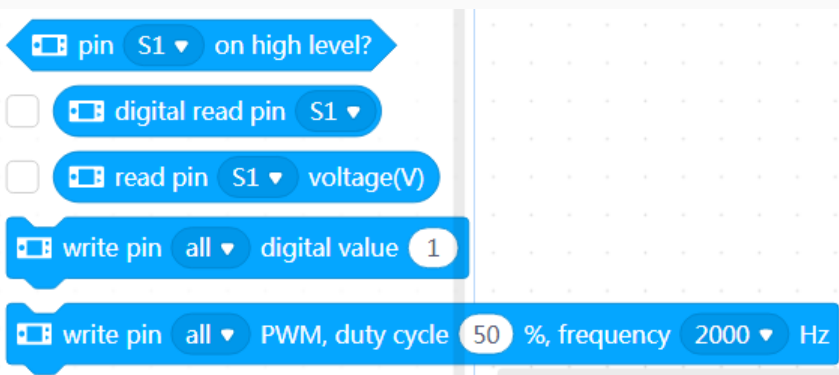 pin S1 on high level?
digital read pin S1
read pin S1 voltage(V)
write pin all digital value 1
write pin all PWM, duty cycle 50 %, frequency 2000 Hz